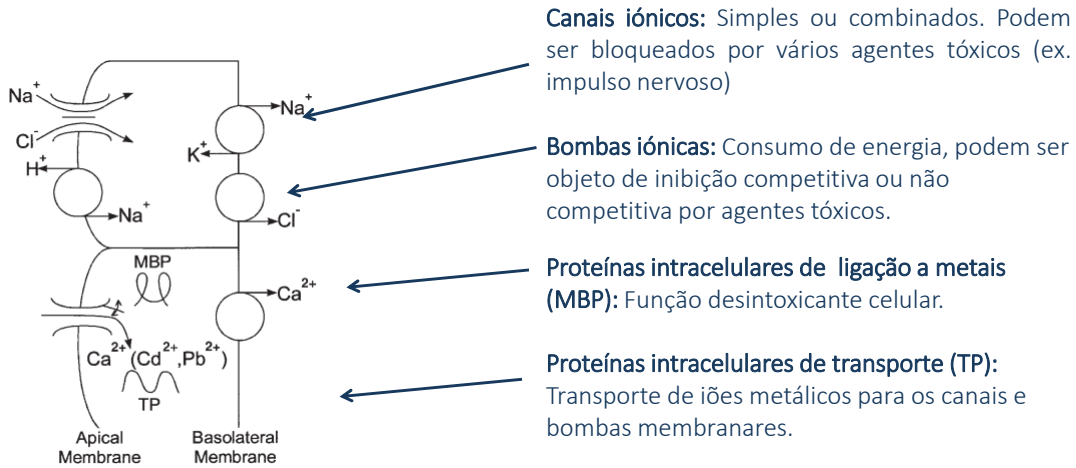 Na+
Cl-
H+
Na+
Na+
K+
Cl-
MBP
Ca2+
Ca2+(Cd2+,Pb2+)
TP
Apical
Membrane
Basolateral
Membrane
Canais iónicos: Simples ou combinados. Podem
ser bloqueados por vários agentes tóxicos (ex.
impulso nervoso)
Bombas iónicas: Consumo de energia, podem ser
objeto de inibição competitiva ou não
competitiva por agentes tóxicos.
Proteínas intracelulares de ligação a metais
(MBP): Função desintoxicante celular.
Proteínas intracelulares de transporte (TP):
Transporte de iões metálicos para os canais e
bombas membranares.